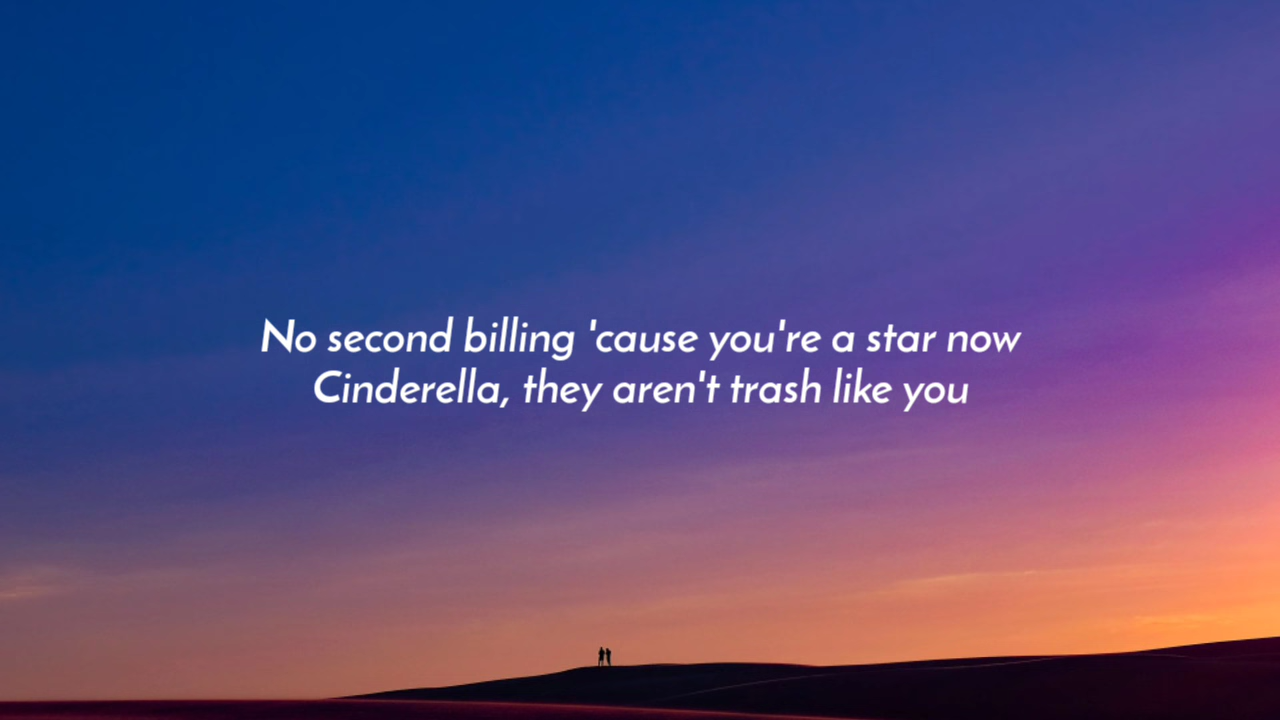 No second billing 'cause you're a star now
Cinderella, they aren't trash like you